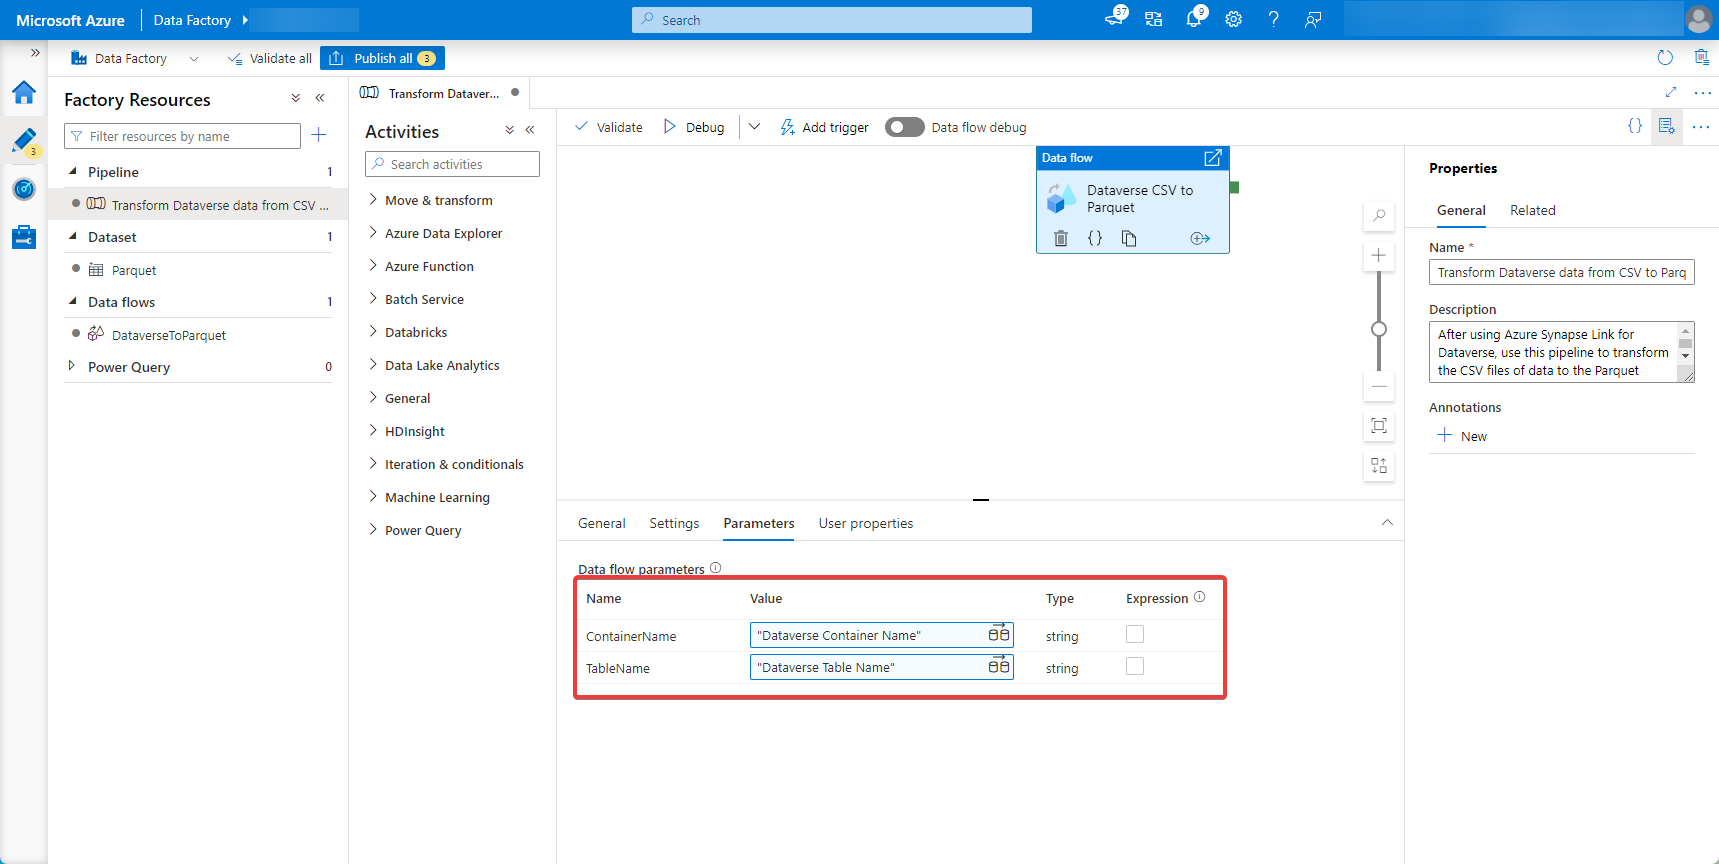 Microsoft Azure
Data Factory
Search
37
9
Data Factory
Validate all
Publish all
3
3
Factory Resources
Filter resources by name
Pipeline
1
Transform Dataverse data from CSV ...
Dataset
1
Parquet
Data flows
1
DataverseToParquet
Power Query
0
Transform Dataver...
Activities
Search activities
Move & transform
Azure Data Explorer
Azure Function
Batch Service
Databricks
Data Lake Analytics
General
HDInsight
Iteration & conditionals
Machine Learning
Power Query
Validate
Debug
Add trigger
Data flow debug
Data flow
Dataverse CSV to
Parquet
General
Settings
Parameters
User properties
Data flow parameters
Name
Value
Type
Expression
ContainerName
"Dataverse Container Name"
string
TableName
"Dataverse Table Name"
string
Properties
General
Related
Name *
Transform Dataverse data from CSV to Parq
Description
After using Azure Synapse Link for
Dataverse, use this pipeline to transform
the CSV files of data to the Parquet
Annotations
New